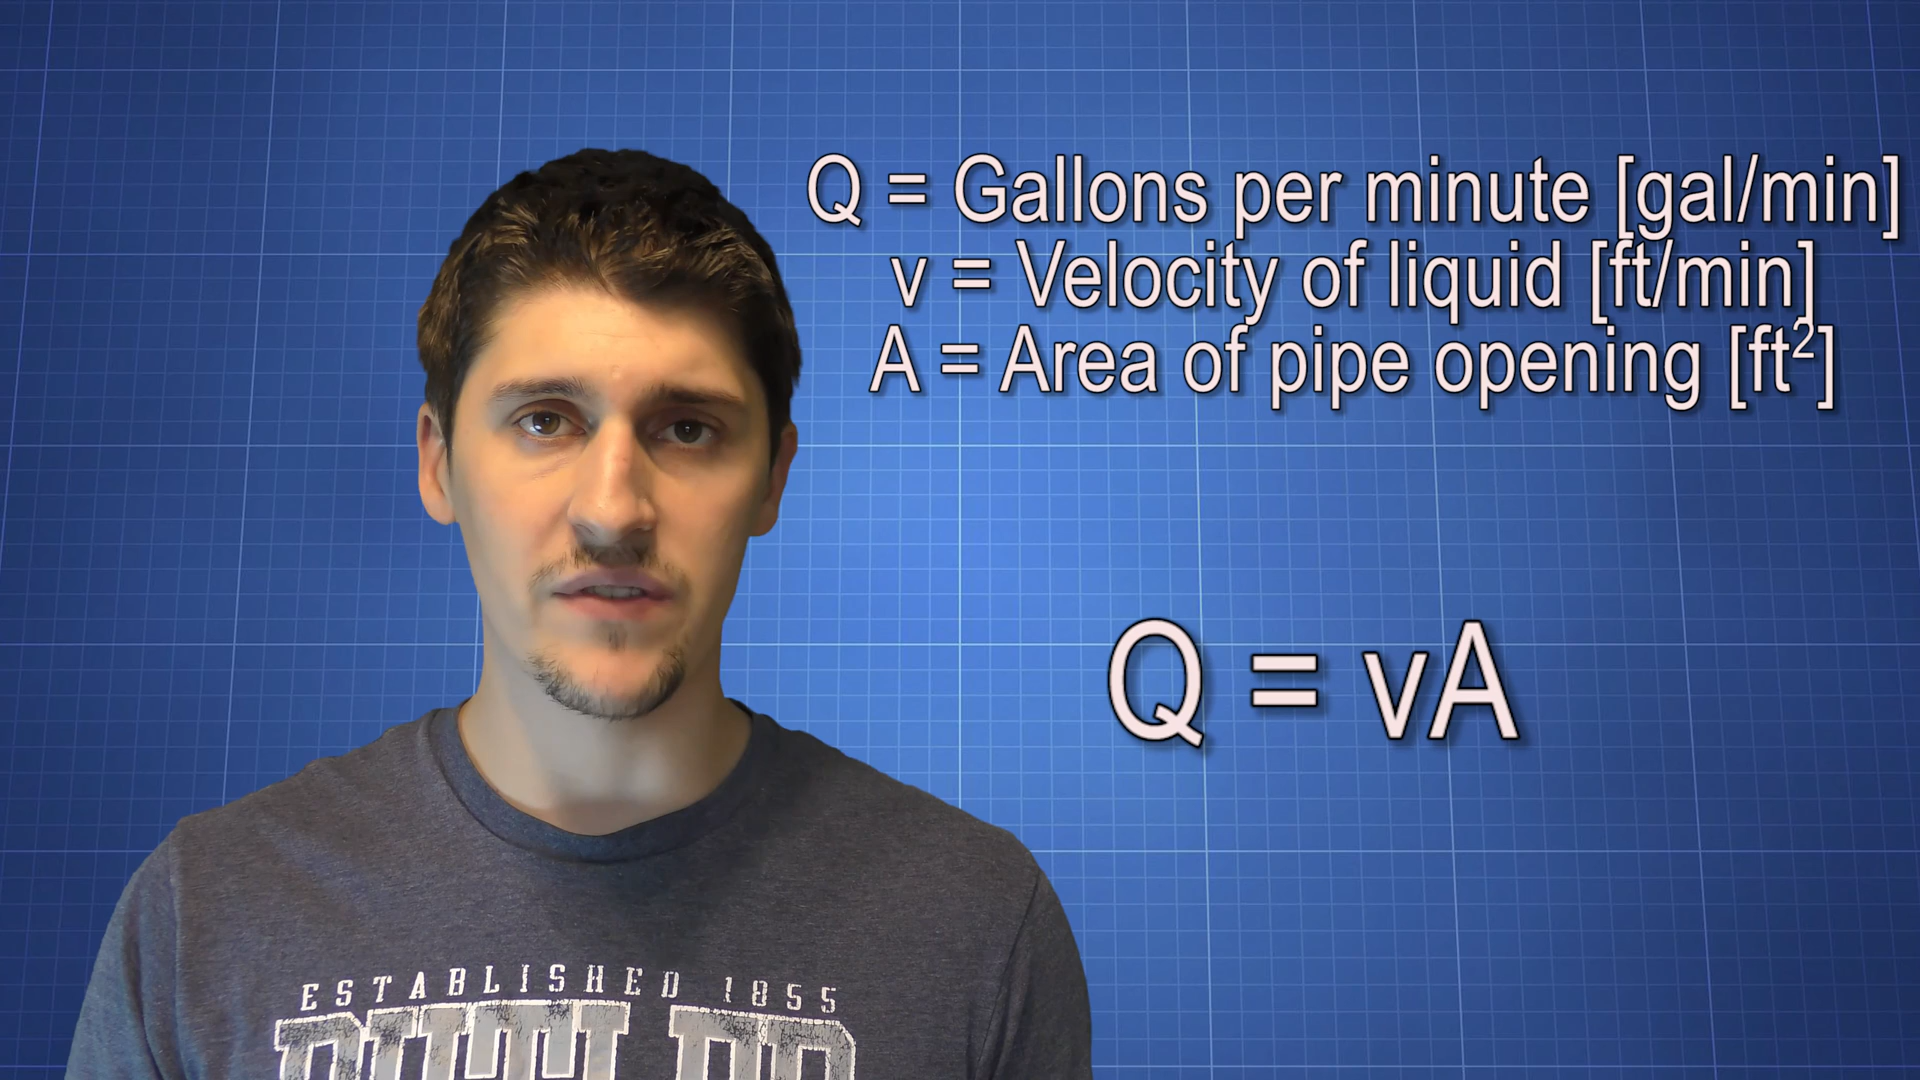 Q = Gallons per minute [gal/min]
v = Velocity of liquid [ft/min]
A = Area of pipe opening [ft²]
Q = vA
ESTABLISHED 1855